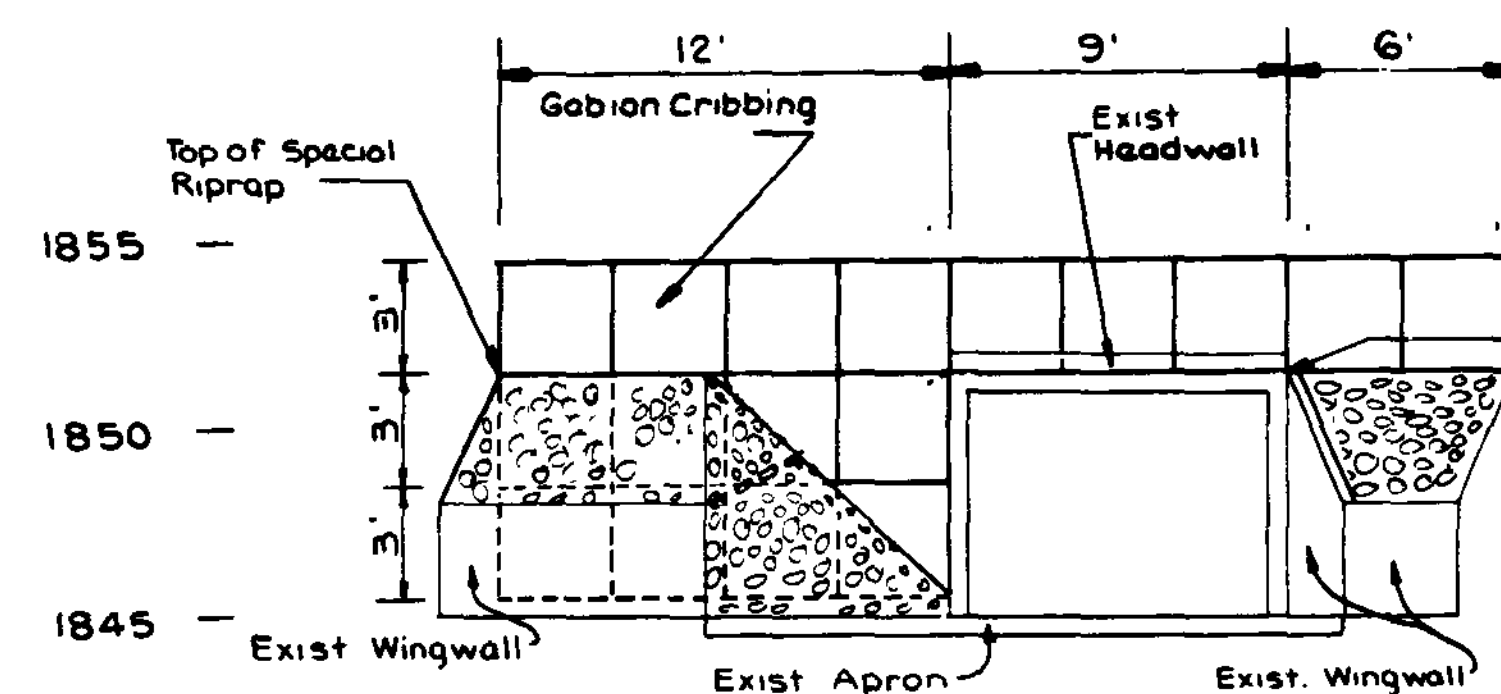 12'
9'
6'
Gabion Cribbing
Exist
Headwall
Top of Special
Riprap
1855
3'
1850
3'
3'
1845
Exist Wingwall
Exist Apron
Exist. Wingwall